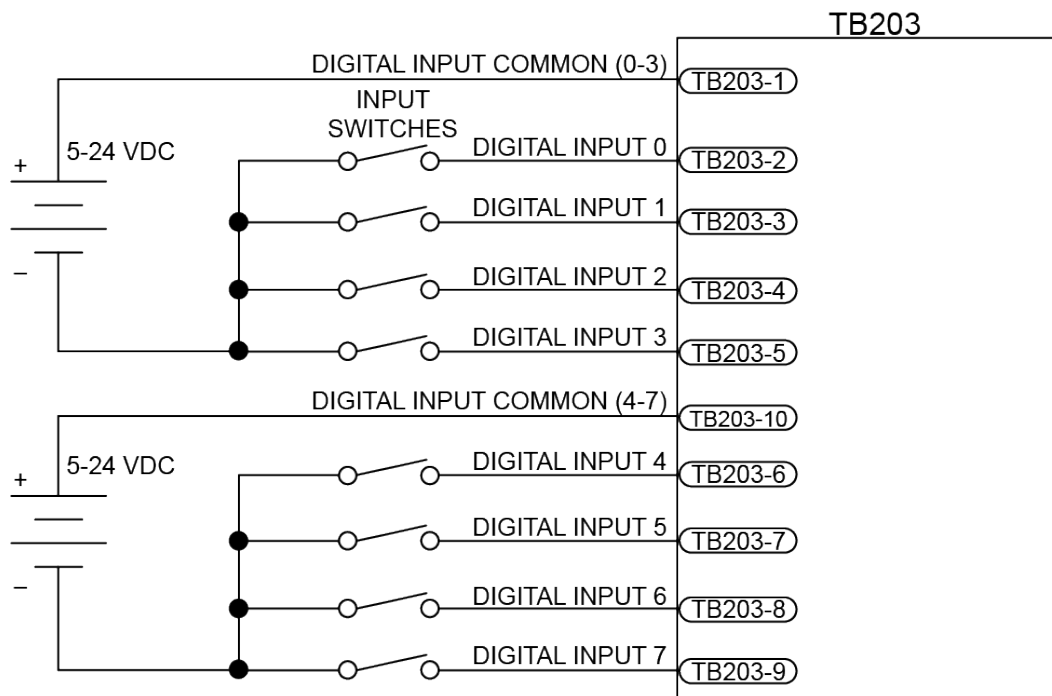 TB203
DIGITAL INPUT COMMON (0-3)
TB203-1
INPUT
SWITCHES
5-24 VDC
+
DIGITAL INPUT 0
TB203-2
DIGITAL INPUT 1
TB203-3
–
DIGITAL INPUT 2
TB203-4
DIGITAL INPUT 3
TB203-5
DIGITAL INPUT COMMON (4-7)
TB203-10
5-24 VDC
+
DIGITAL INPUT 4
TB203-6
DIGITAL INPUT 5
TB203-7
–
DIGITAL INPUT 6
TB203-8
DIGITAL INPUT 7
TB203-9